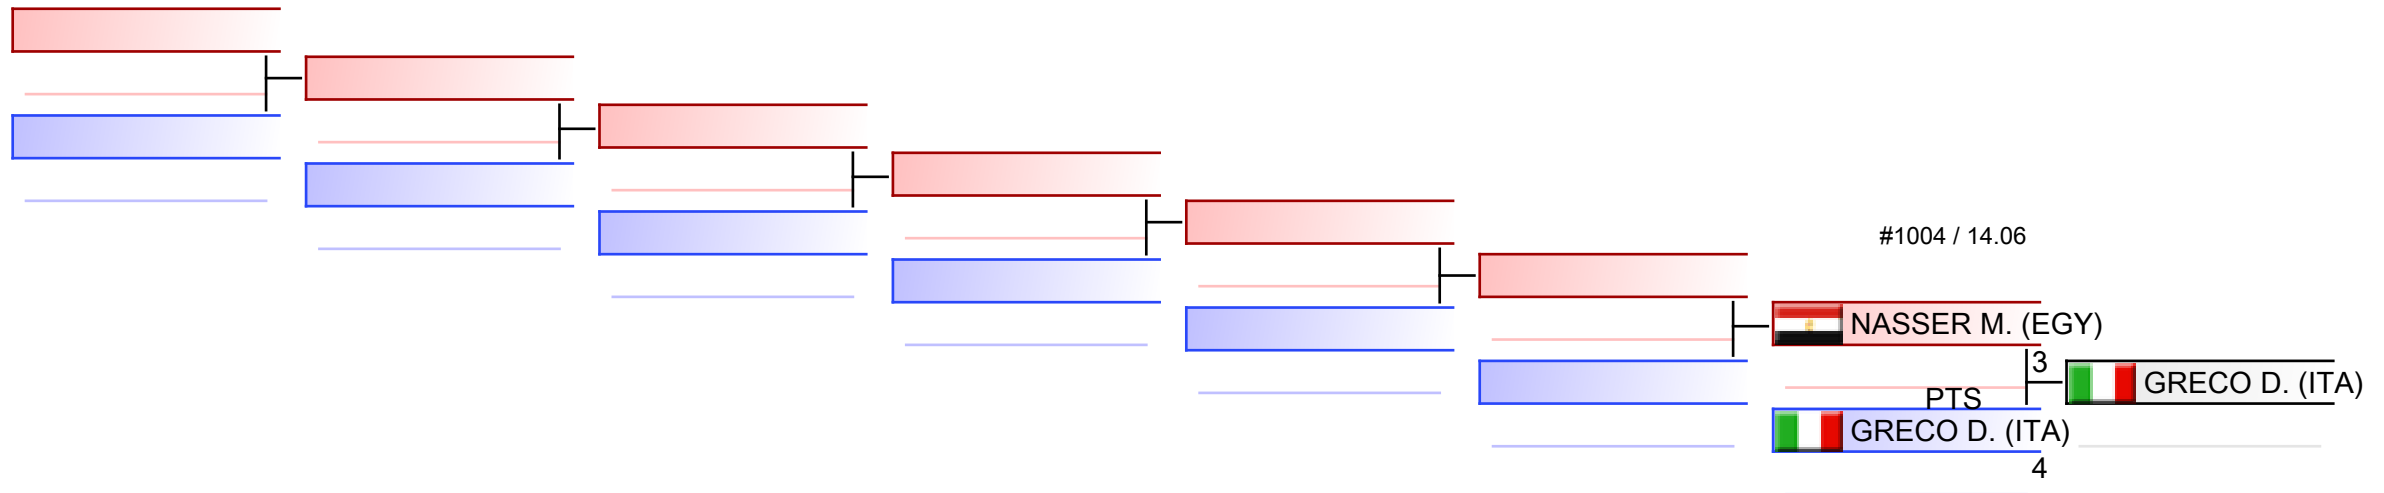 #1004 / 14.06
NASSER M. (EGY)
3
GRECO D. (ITA)
PTS
GRECO D. (ITA)
4